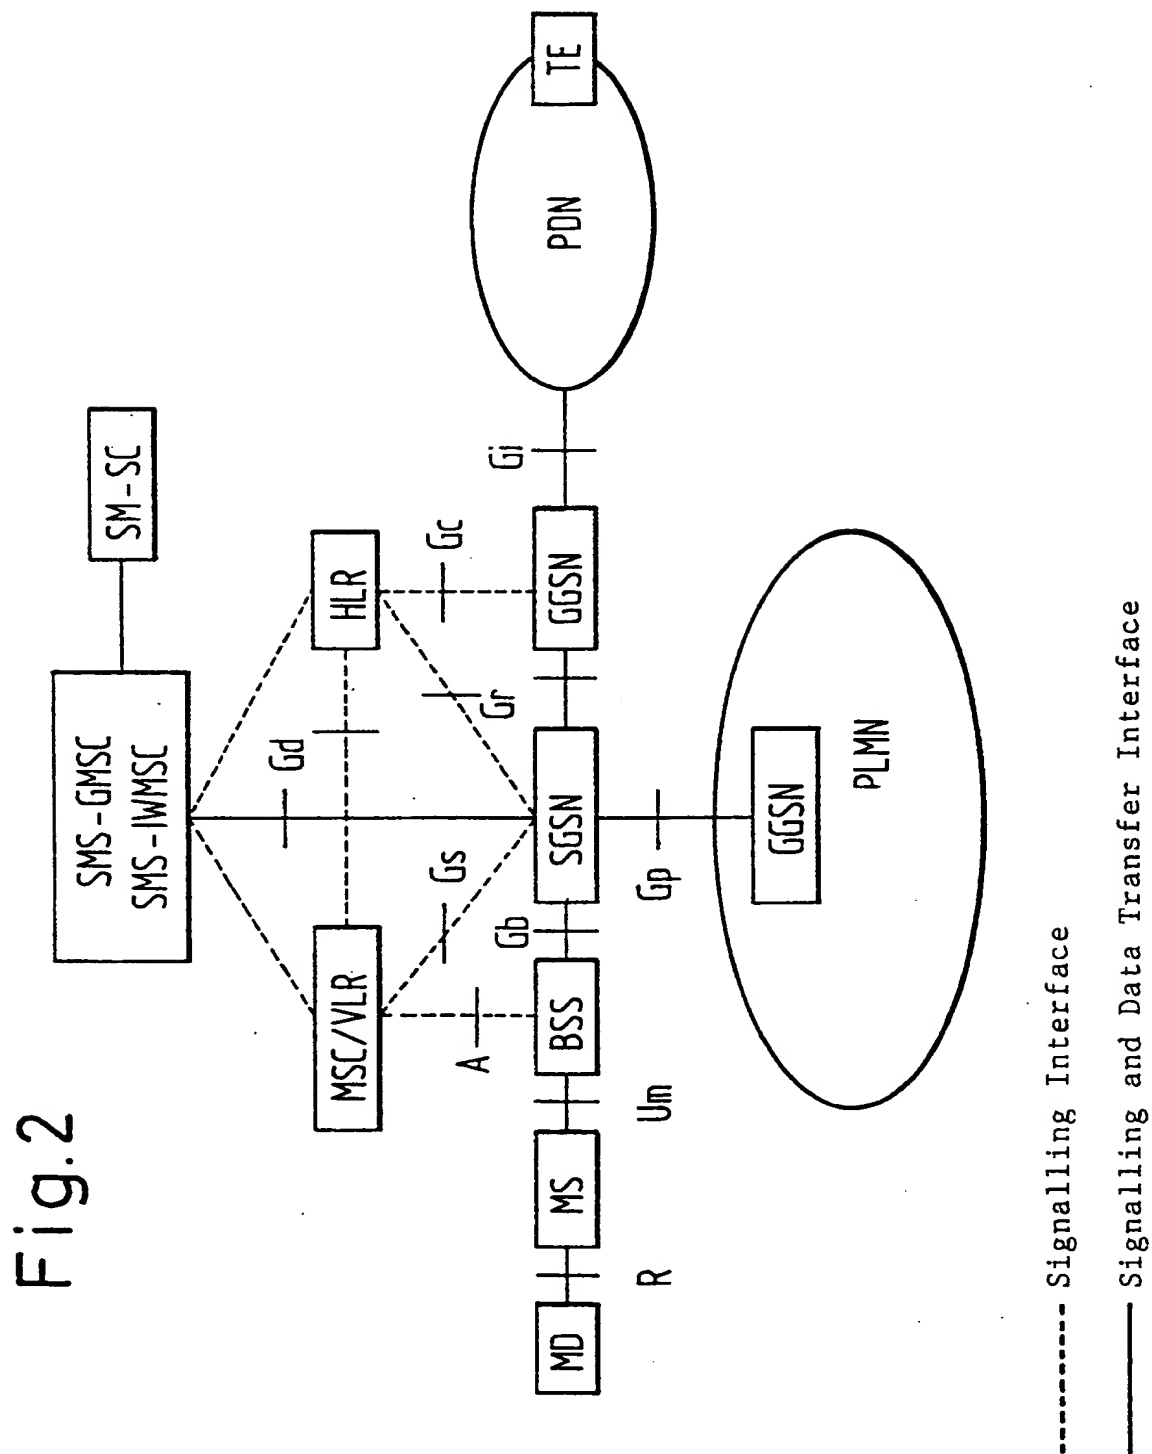 Fig.2
SMS-GMSC
SMS-IWMSC
SM-SC
Gd
MSC/VLR
HLR
A
Gs
Gr
Gc
Gb
Gi
MD
MS
BSS
SGSN
GGSN
PDN
TE
R
Um
Gp
GGSN
PLMN
Signalling Interface
Signalling and Data Transfer Interface